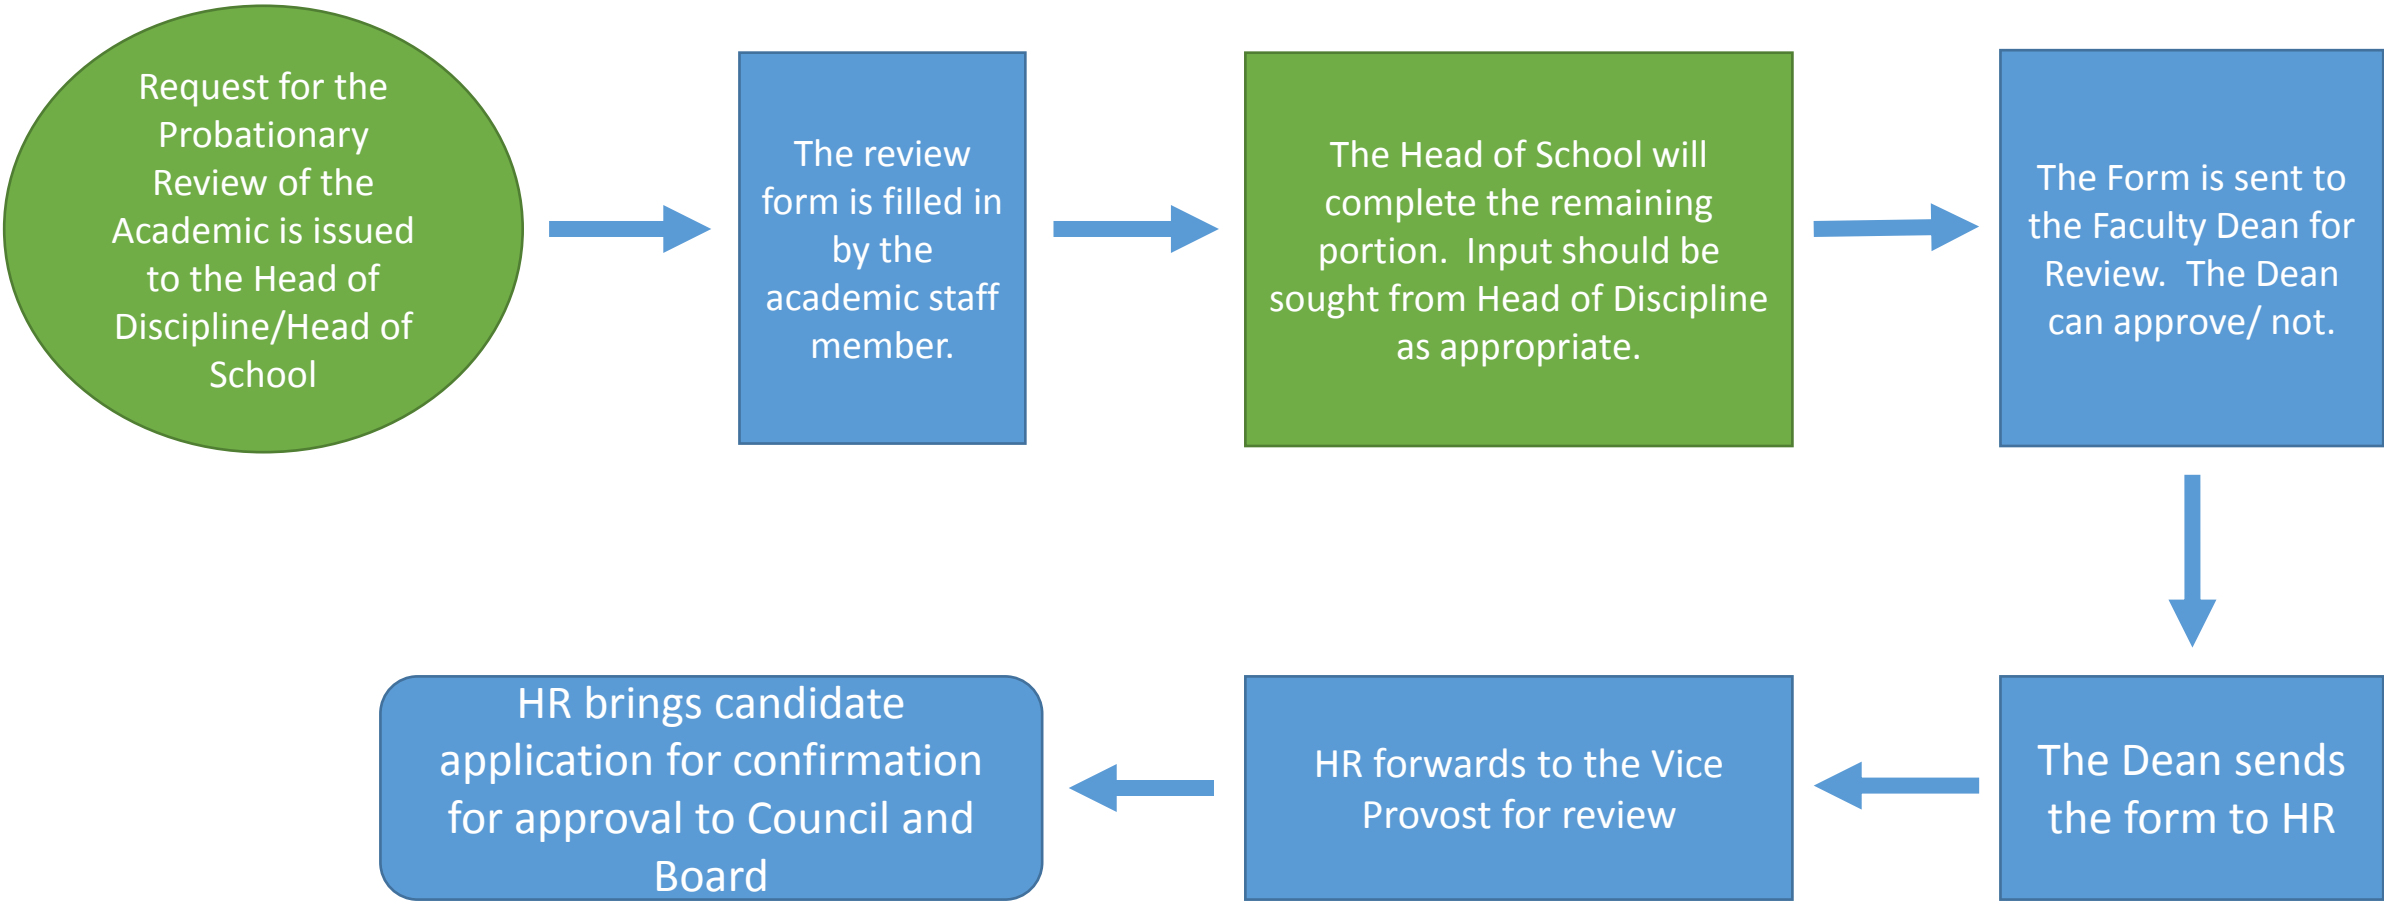 Request for the
Probationary
Review of the
Academic is issued
to the Head of
Discipline/Head of
School
The review
form is filled in
by the
academic staff
member.
The Head of School will
complete the remaining
portion.  Input should be
sought from Head of Discipline
as appropriate.
The Form is sent to
the Faculty Dean for
Review.  The Dean
can approve/ not.
The Dean sends
the form to HR
HR forwards to the Vice
Provost for review
HR brings candidate
application for confirmation
for approval to Council and
Board